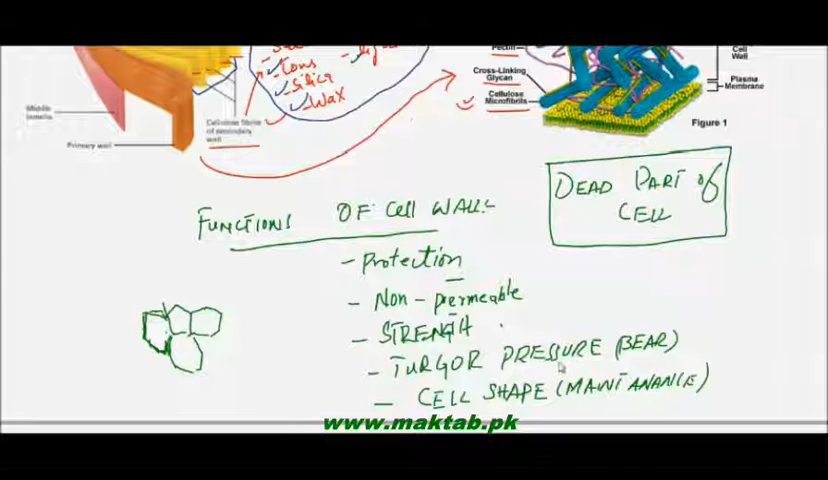 Pectin
Cell
Wall
Cross-Linking
Glycan
Plasma
Membrane
Cellulose
Microfibrils
Silica
Wax
Middle
lamella
Cellulose fibrils
of secondary
wall
Primary wall
Figure 1
DEAD PART of
CELL
FUNCTIONS OF Cell WALL
- Protection
- Non-permeable
- STRENGTH
- TURGOR PRESSURE (BEAR)
- CELL SHAPE (MAINTANANCE)
www.maktab.pk